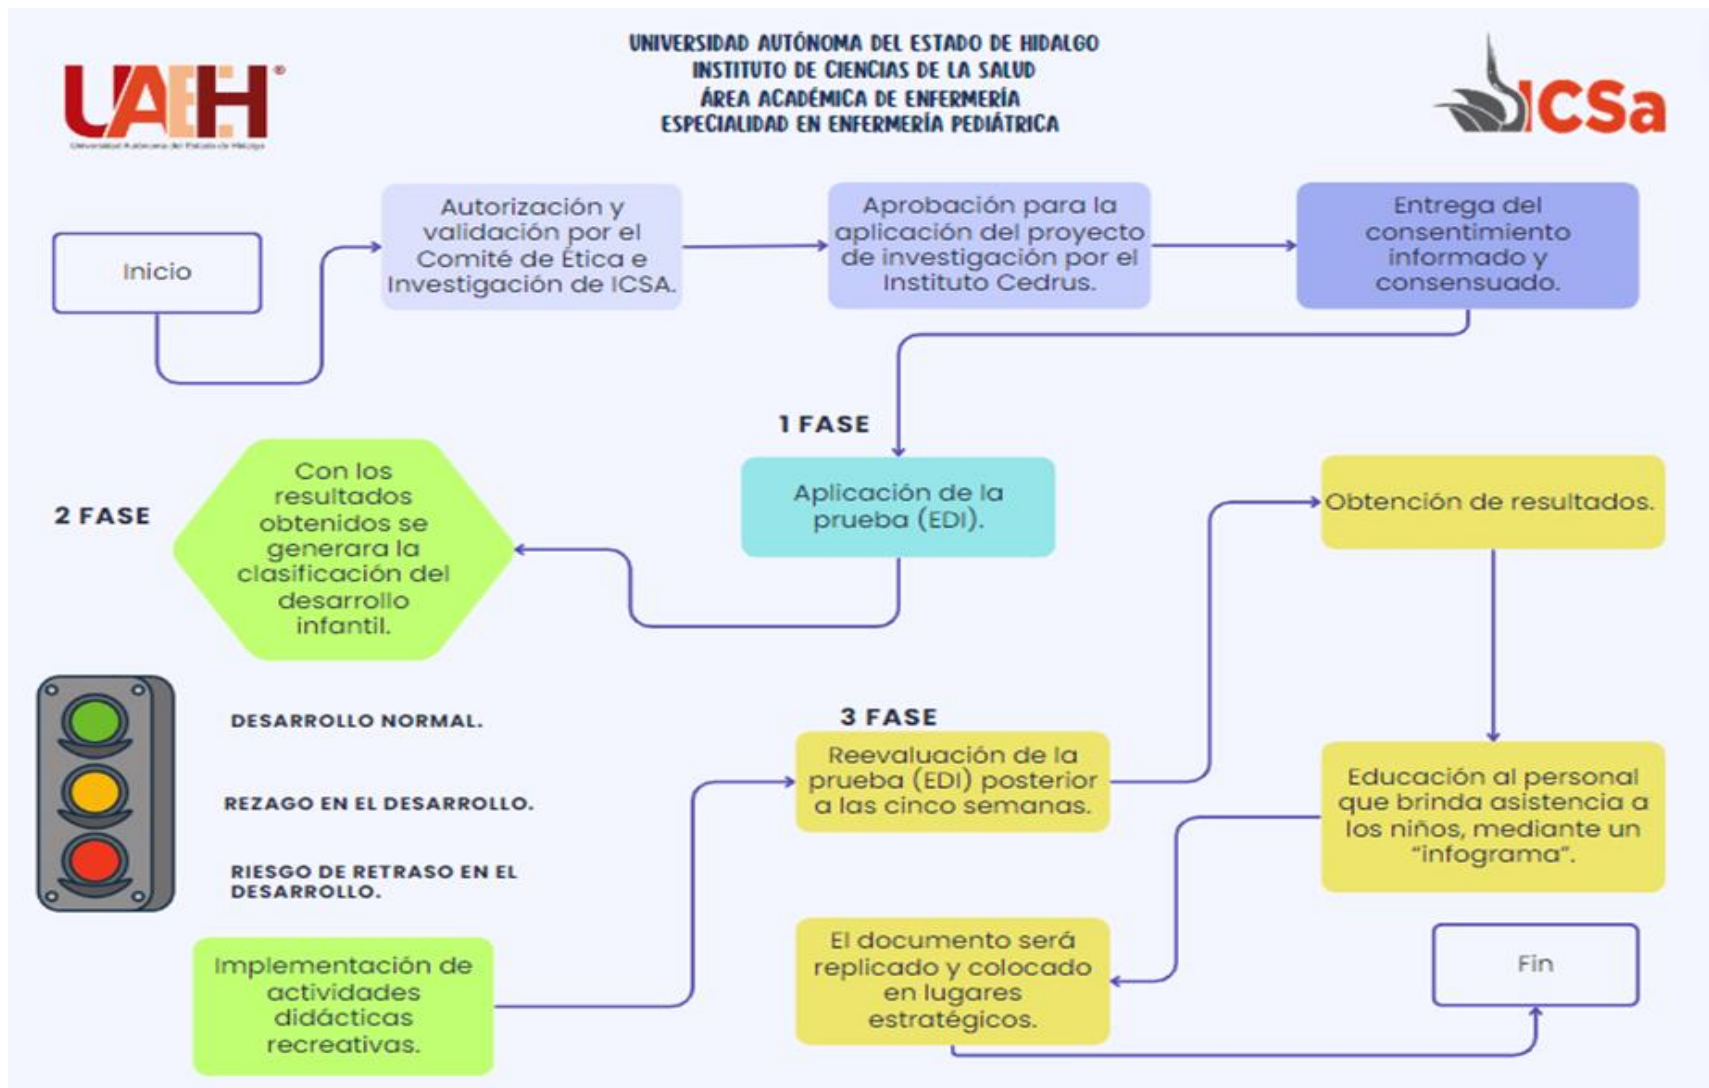 UAEH
Universidad Autónoma del Estado de Hidalgo
UNIVERSIDAD AUTÓNOMA DEL ESTADO DE HIDALGO
INSTITUTO DE CIENCIAS DE LA SALUD
ÁREA ACADÉMICA DE ENFERMERÍA
ESPECIALIDAD EN ENFERMERÍA PEDIÁTRICA
ICSa
Inicio
Autorización y
validación por el
Comité de Ética e
Investigación de ICSA.
Aprobación para la
aplicación del proyecto
de investigación por el
Instituto Cedrus.
Entrega del
consentimiento
informado y
consensuado.
1 FASE
Aplicación de la
prueba (EDI).
2 FASE
Con los
resultados
obtenidos se
generara la
clasificación del
desarrollo
infantil.
DESARROLLO NORMAL.
REZAGO EN EL DESARROLLO.
RIESGO DE RETRASO EN EL
DESARROLLO.
Implementación de
actividades
didácticas
recreativas.
3 FASE
Reevaluación de la
prueba (EDI) posterior
a las cinco semanas.
Obtención de resultados.
Educación al personal
que brinda asistencia a
los niños, mediante un
“infograma”.
El documento será
replicado y colocado
en lugares
estratégicos.
Fin